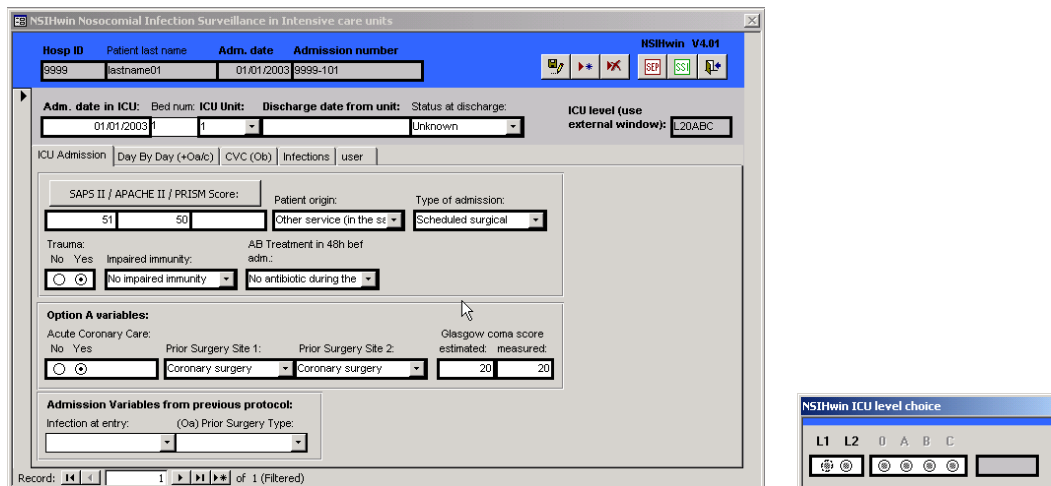 NSIHwin Nosocomial Infection Surveillance in Intensive care units
Hosp ID Patient last name Adm. date Admission number NSIHwin V4.01
9999 lastname01 01/01/2003 9999-101 SEP SSI
Adm. date in ICU: Bed num: ICU Unit: Discharge date from unit: Status at discharge: ICU level (use external window):
01/01/2003 1 1 Unknown L20ABC
ICU Admission Day By Day (+Oa/c) CVC (Ob) Infections user
SAPS II / APACHE II / PRISM Score: Patient origin: Type of admission:
51 50 Other service (in the se Scheduled surgical
Trauma: AB Treatment in 48h bef adm.:
No Yes Impaired immunity:
No impaired immunity No antibiotic during the
Option A variables:
Acute Coronary Care: Glasgow coma score
No Yes Prior Surgery Site 1: Prior Surgery Site 2: estimated: measured:
Coronary surgery Coronary surgery 20 20
Admission Variables from previous protocol:
Infection at entry: (Oa) Prior Surgery Type:
Record: 1 of 1 (Filtered)
NSIHwin ICU level choice
L1 L2 0 A B C